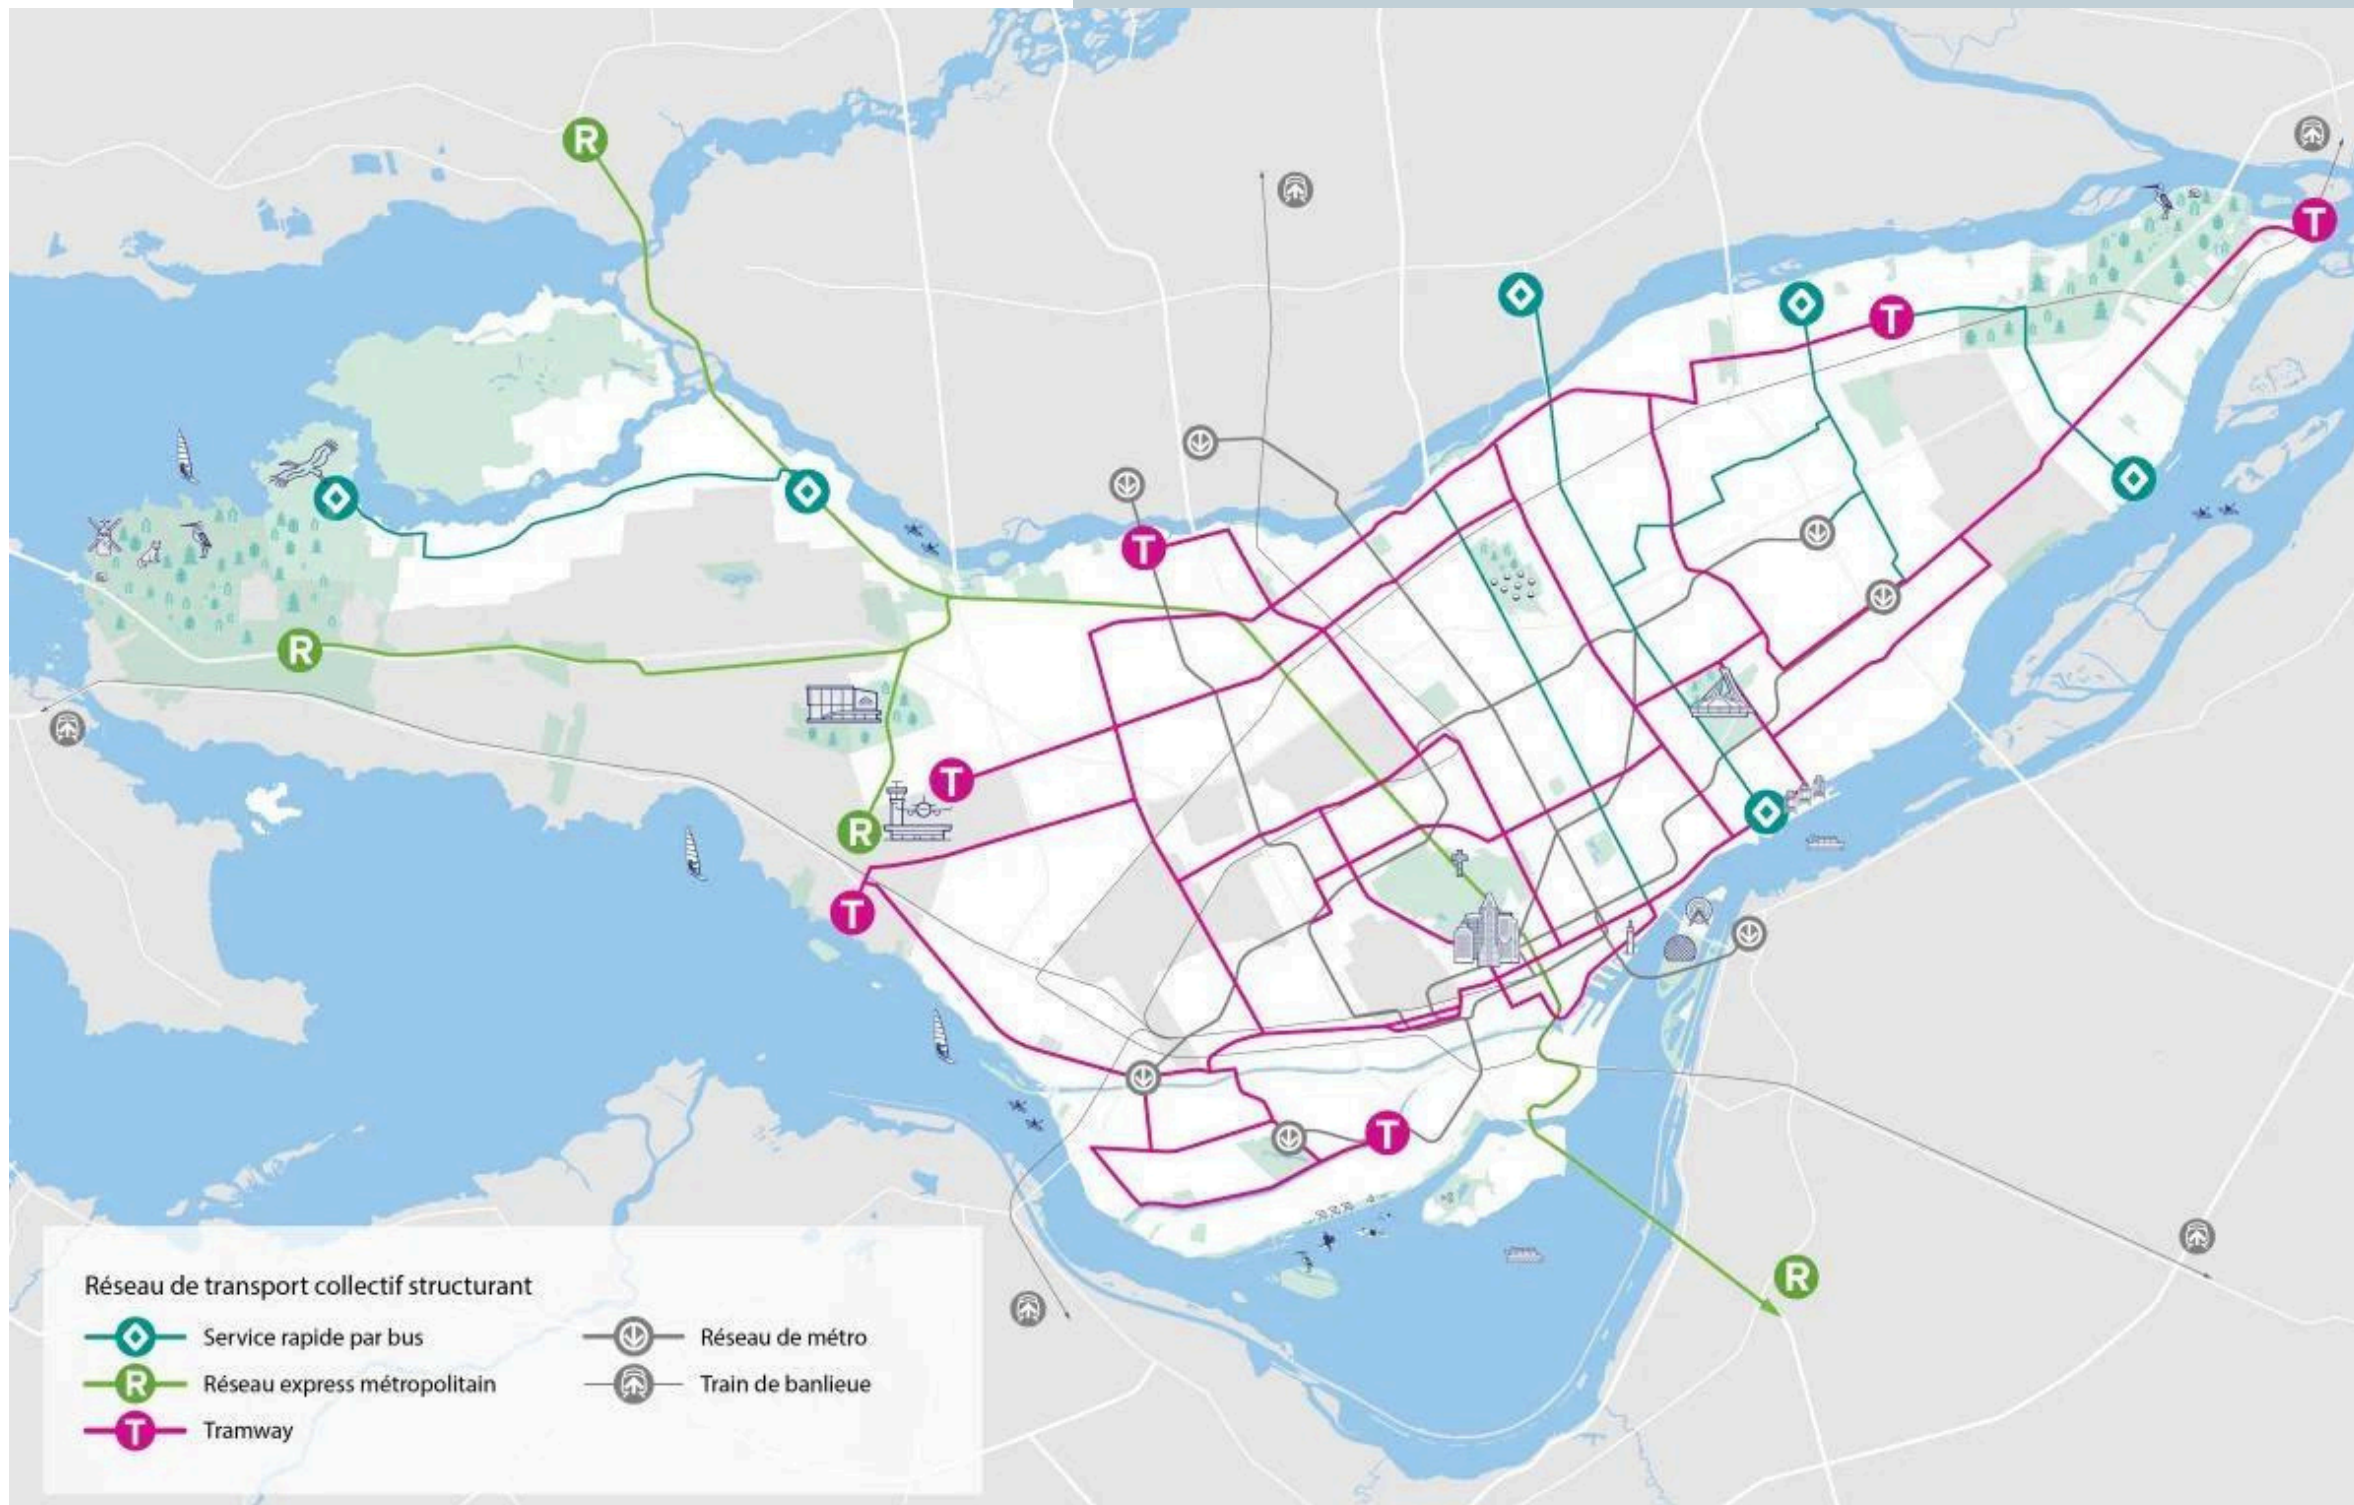 R
T
T
R
T
T
R
T
T
R
Réseau de transport collectif structurant
Service rapide par bus
Réseau de métro
R Réseau express métropolitain
Train de banlieue
T Tramway